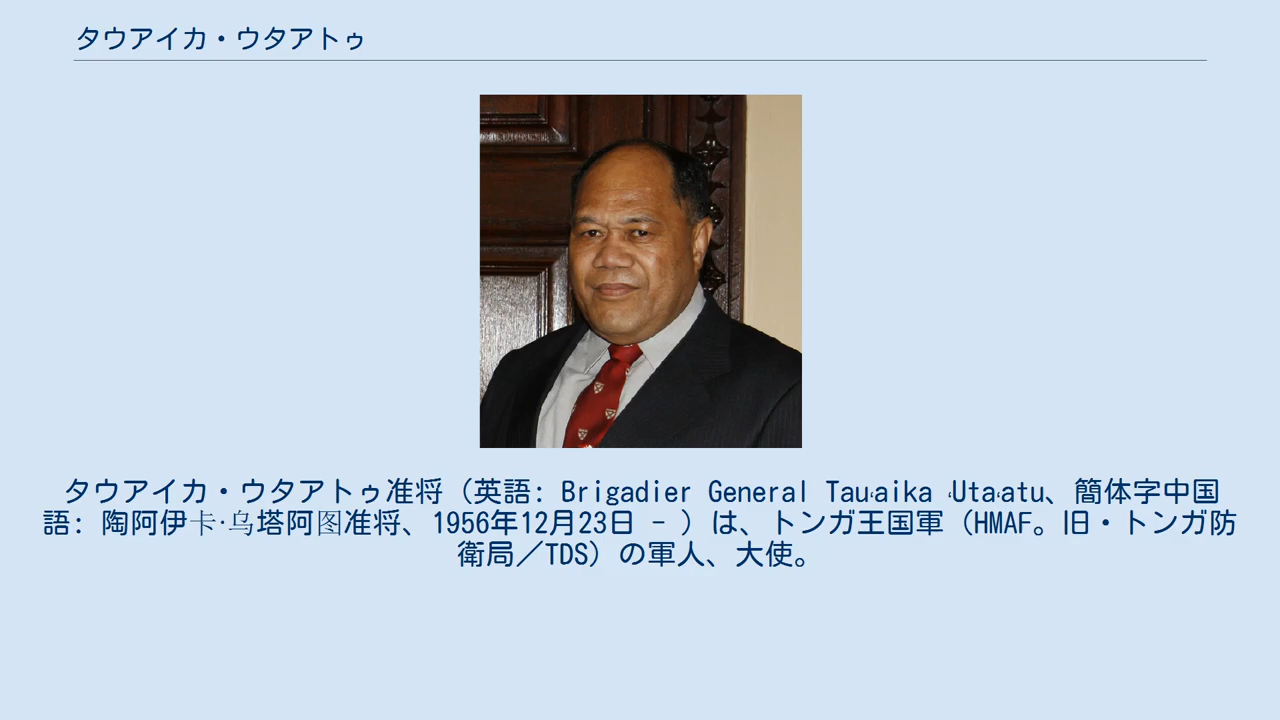 タウアイカ・ウタアトゥ
タウアイカ・ウタアトゥ准将（英語: Brigadier General Tauʻaika ʻUtaʻatu、簡体字中国
語: 陶阿伊卡·乌塔阿图准将、1956年12月23日 - ）は、トンガ王国軍（HMAF。旧・トンガ防
衛局／TDS）の軍人、大使。